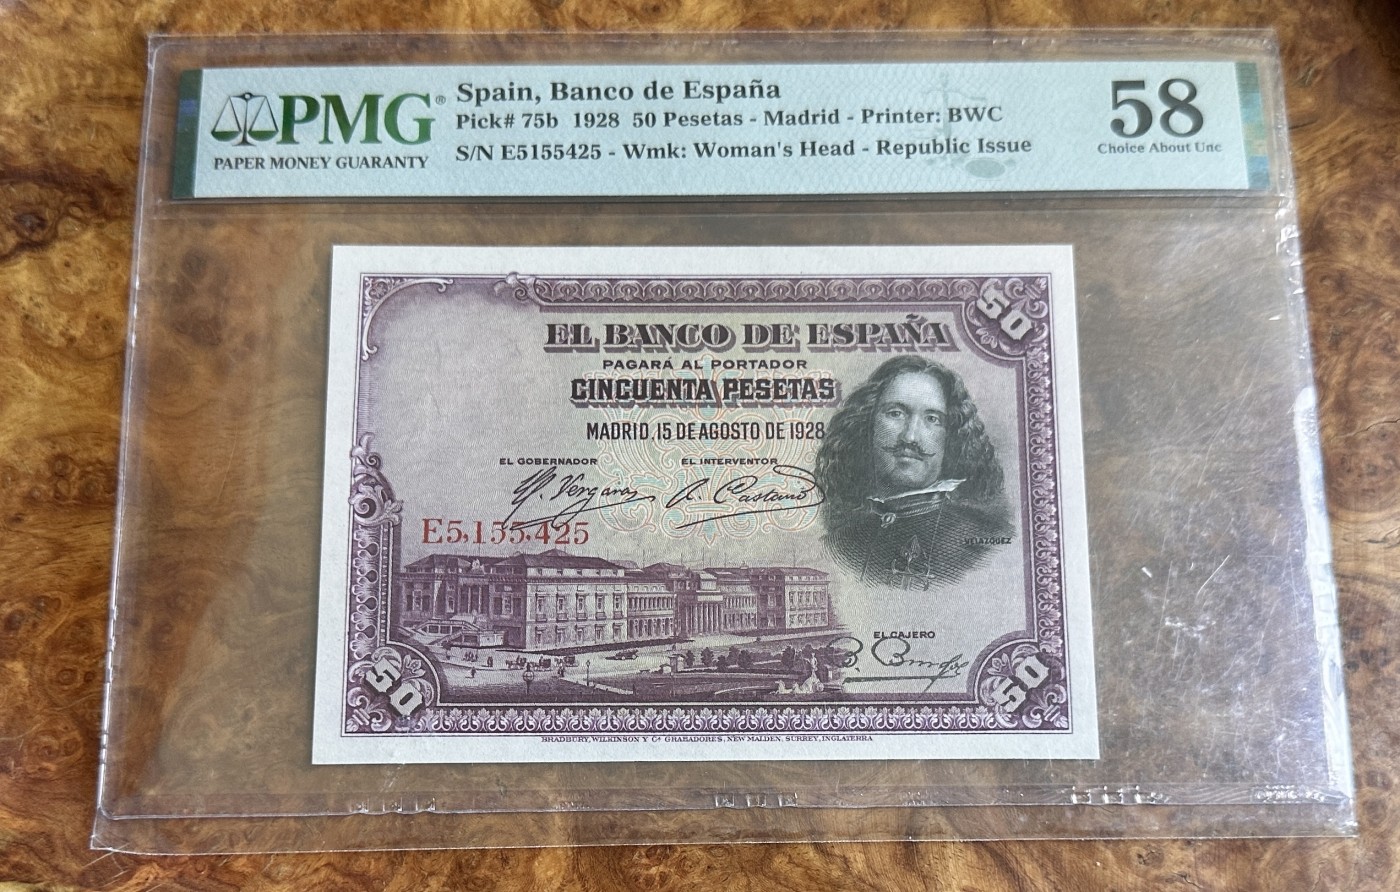 PMG®
PAPER MONEY GUARANTY
Spain, Banco de España
Pick# 75b 1928 50 Pesetas - Madrid - Printer: BWC
S/N E5155425 - Wmk: Woman's Head - Republic Issue
58
Choice About Unc
50
EL BANCO DE ESPAÑA
PAGARÁ AL PORTADOR
CINCUENTA PESETAS
MADRID, 15 DE AGOSTO DE 1928
EL GOBERNADOR
EL INTERVENTOR
50
E5,155,425
VELAZQUEZ
EL CAJERO
50
50
BRADBURY, WILKINSON Y Cª GRABADORES, NEW MALDEN, SURREY, INGLATERRA